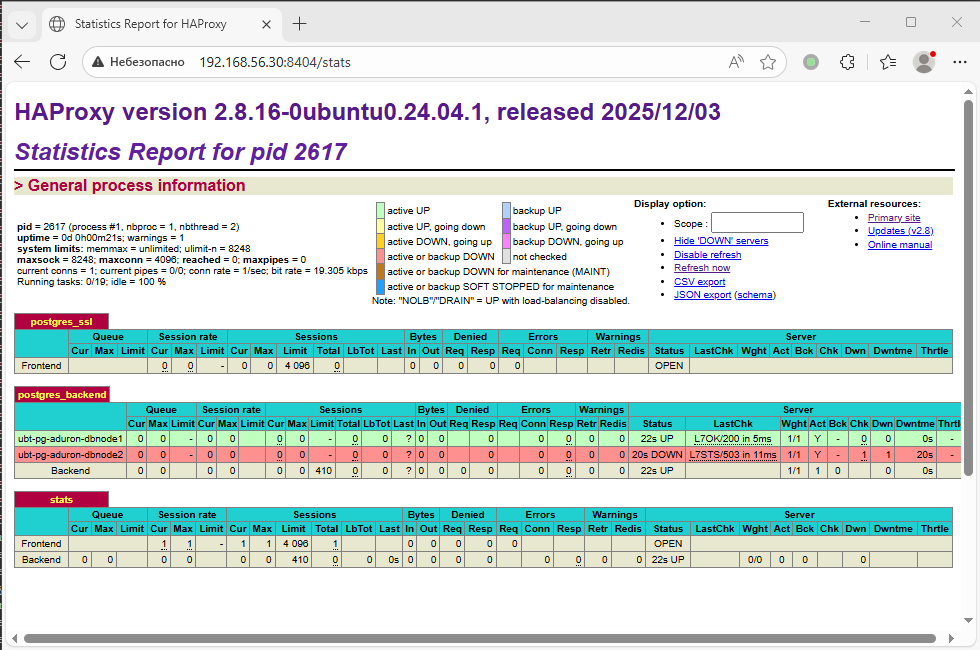 Statistics Report for HAProxy
Небезопасно 192.168.56.30:8404/stats
HAProxy version 2.8.16-0ubuntu0.24.04.1, released 2025/12/03
Statistics Report for pid 2617
> General process information
pid = 2617 (process #1, nbproc = 1, nbthread = 2)
uptime = 0d 0h00m21s; warnings = 1
system limits: memmax = unlimited; ulimit-n = 8248
maxsock = 8248; maxconn = 4096; reached = 0; maxpipes = 0
current conns = 1; current pipes = 0/0; conn rate = 1/sec; bit rate = 19.305 kbps
Running tasks: 0/19; idle = 100 %
active UP backup UP
active UP, going down backup UP, going down
active DOWN, going up backup DOWN, going up
active or backup DOWN not checked
active or backup DOWN for maintenance (MAINT)
active or backup SOFT STOPPED for maintenance
Note: "NOLB"/"DRAIN" = UP with load-balancing disabled.
Display option:
Scope :
Hide 'DOWN' servers
Disable refresh
Refresh now
CSV export
JSON export (schema)
External resources:
Primary site
Updates (v2.8)
Online manual
postgres_ssl
Queue Session rate Sessions Bytes Denied Errors Warnings Server
Cur Max Limit Cur Max Limit Cur Max Limit Total LbTot Last In Out Req Resp Req Conn Resp Retr Redis Status LastChk Wght Act Bck Chk Dwn Dwntme Thrtle
Frontend 0 0 - 0 0 4 096 0 0 0 0 0 0 OPEN
postgres_backend
Queue Session rate Sessions Bytes Denied Errors Warnings Server
Cur Max Limit Cur Max Limit Cur Max Limit Total LbTot Last In Out Req Resp Req Conn Resp Retr Redis Status LastChk Wght Act Bck Chk Dwn Dwntme Thrtl
ubt-pg-aduron-dbnode1 0 0 - 0 0 0 0 - 0 0 ? 0 0 0 0 0 0 0 22s UP L7OK/200 in 5ms 1/1 Y - 0 0 0s -
ubt-pg-aduron-dbnode2 0 0 - 0 0 0 0 - 0 0 ? 0 0 0 0 0 0 0 20s DOWN L7STS/503 in 11ms 1/1 Y - 1 1 20s -
Backend 0 0 0 0 0 0 410 0 0 ? 0 0 0 0 0 0 0 0 22s UP 1/1 1 0 0 0s
stats
Queue Session rate Sessions Bytes Denied Errors Warnings Server
Cur Max Limit Cur Max Limit Cur Max Limit Total LbTot Last In Out Req Resp Req Conn Resp Retr Redis Status LastChk Wght Act Bck Chk Dwn Dwntme Thrtle
Frontend 1 1 - 1 1 4 096 1 0 0 0 0 0 OPEN
Backend 0 0 0 0 0 0 410 0 0 0s 0 0 0 0 0 0 0 0 22s UP 0/0 0 0 0